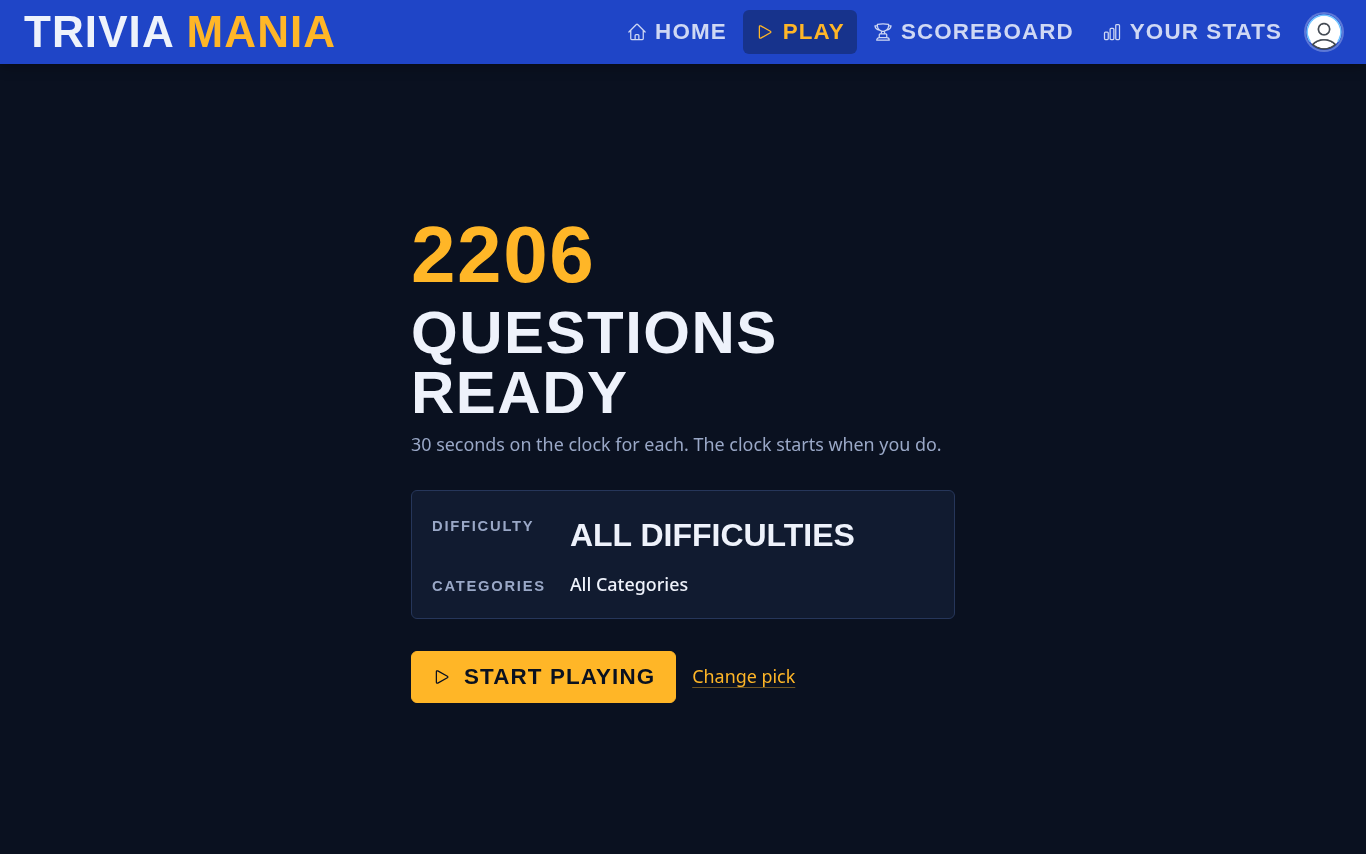 TRIVIA MANIA
HOME
PLAY
SCOREBOARD
YOUR STATS
2206
QUESTIONS
READY
30 seconds on the clock for each. The clock starts when you do.
DIFFICULTY
ALL DIFFICULTIES
CATEGORIES
All Categories
START PLAYING
Change pick